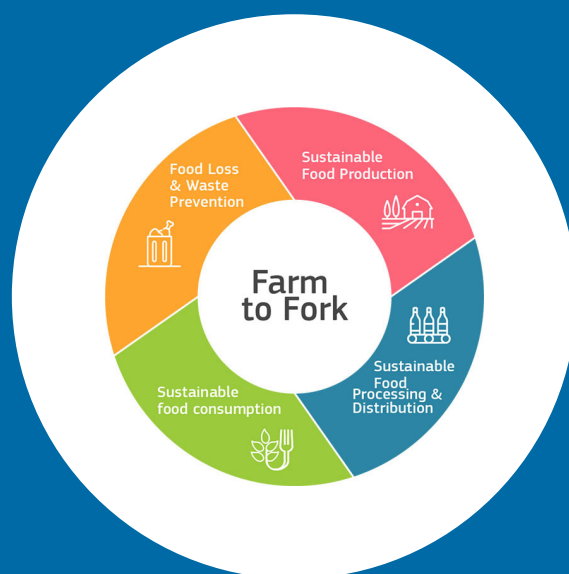 Food Loss
& Waste
Prevention
Sustainable
Food Production
Farm
to Fork
Sustainable
Food
Processing &
Distribution
Sustainable
food consumption